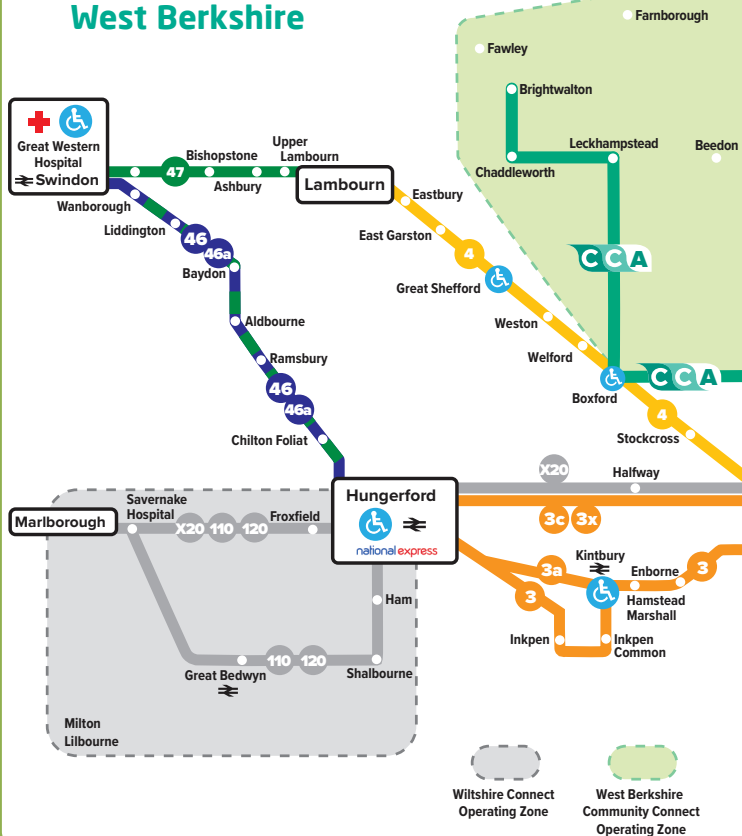 West Berkshire
Farnborough
Fawley
Brightwalton
Leckhampstead
Beedon
Chaddleworth
Great Western
Hospital
Swindon
47
Bishopstone
Ashbury
Upper
Lambourn
Lambourn
Wanborough
Liddington
46
46a
Baydon
Aldbourne
Ramsbury
46
46a
Chilton Foliat
Eastbury
East Garston
4
Great Shefford
Weston
Welford
Boxford
C C A
C C A
4
Stockcross
X20
Halfway
3c 3x
Hungerford
national express
Marlborough
Savernake
Hospital
X20 110 120
Froxfield
Ham
Shalbourne
110 120
Great Bedwyn
Milton
Lilbourne
3a
3
Kintbury
Enborne
3
Hamstead
Marshall
Inkpen
Inkpen
Common
Wiltshire Connect
Operating Zone
West Berkshire
Community Connect
Operating Zone